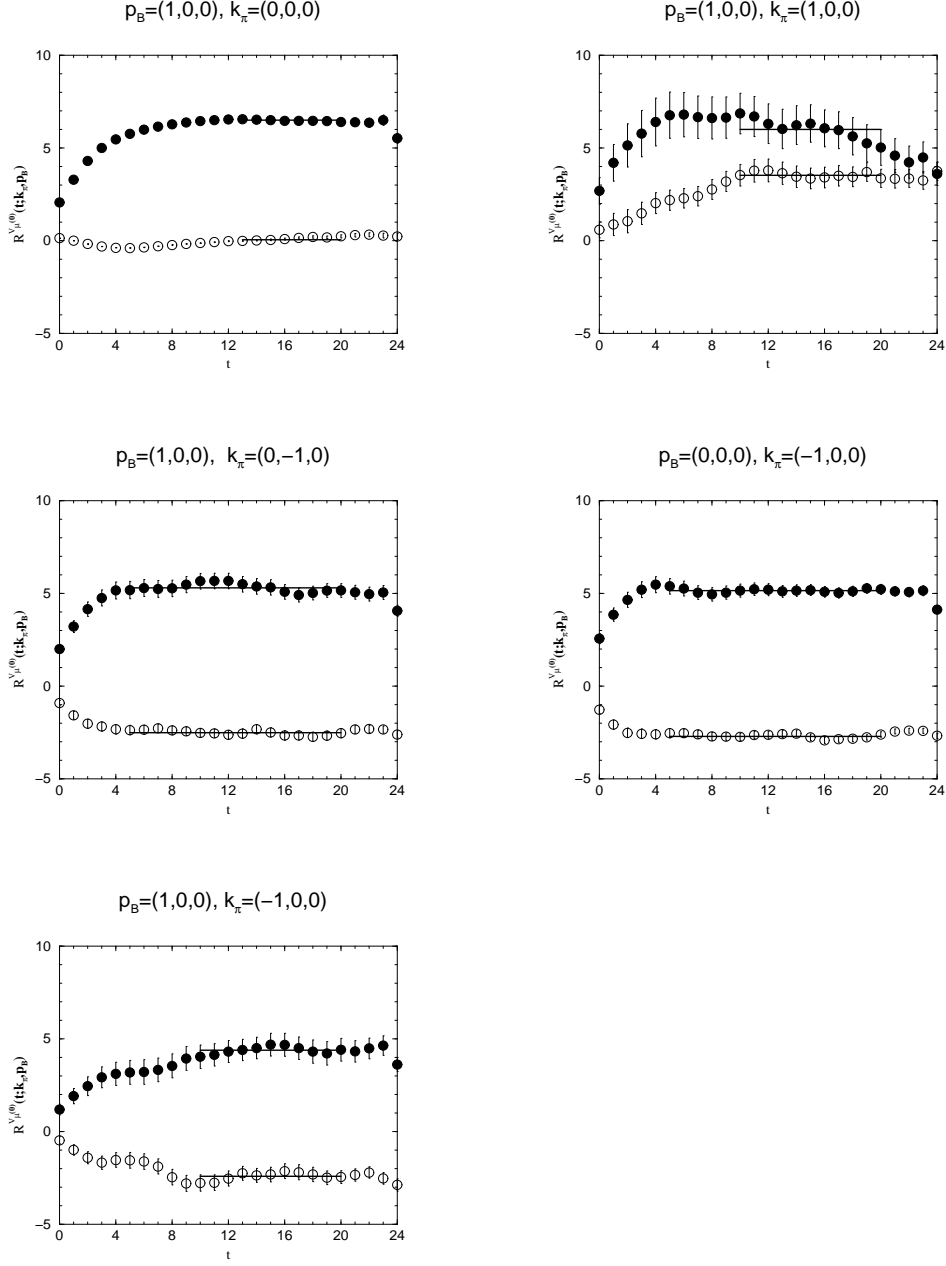 p_B=(1,0,0), k_π=(0,0,0)
10
5
0
−5
R^{V_μ^{(0)}}(t;k_π,p_B)
0 4 8 12 16 20 24
t
p_B=(1,0,0), k_π=(1,0,0)
10
5
0
−5
R^{V_μ^{(0)}}(t;k_π,p_B)
0 4 8 12 16 20 24
t
p_B=(1,0,0), k_π=(0,−1,0)
10
5
0
−5
R^{V_μ^{(0)}}(t;k_π,p_B)
0 4 8 12 16 20 24
t
p_B=(0,0,0), k_π=(−1,0,0)
10
5
0
−5
R^{V_μ^{(0)}}(t;k_π,p_B)
0 4 8 12 16 20 24
t
p_B=(1,0,0), k_π=(−1,0,0)
10
5
0
−5
R^{V_μ^{(0)}}(t;k_π,p_B)
0 4 8 12 16 20 24
t